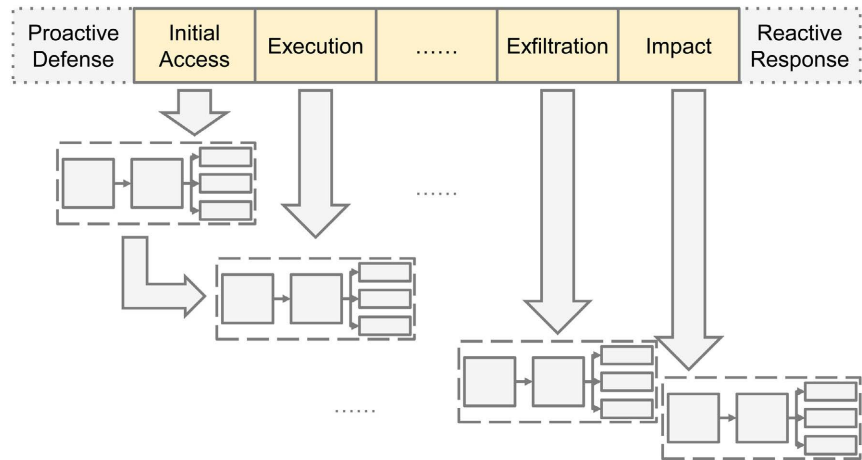 Proactive
Defense
Initial
Access
Execution
......
Exfiltration
Impact
Reactive
Response
......
......